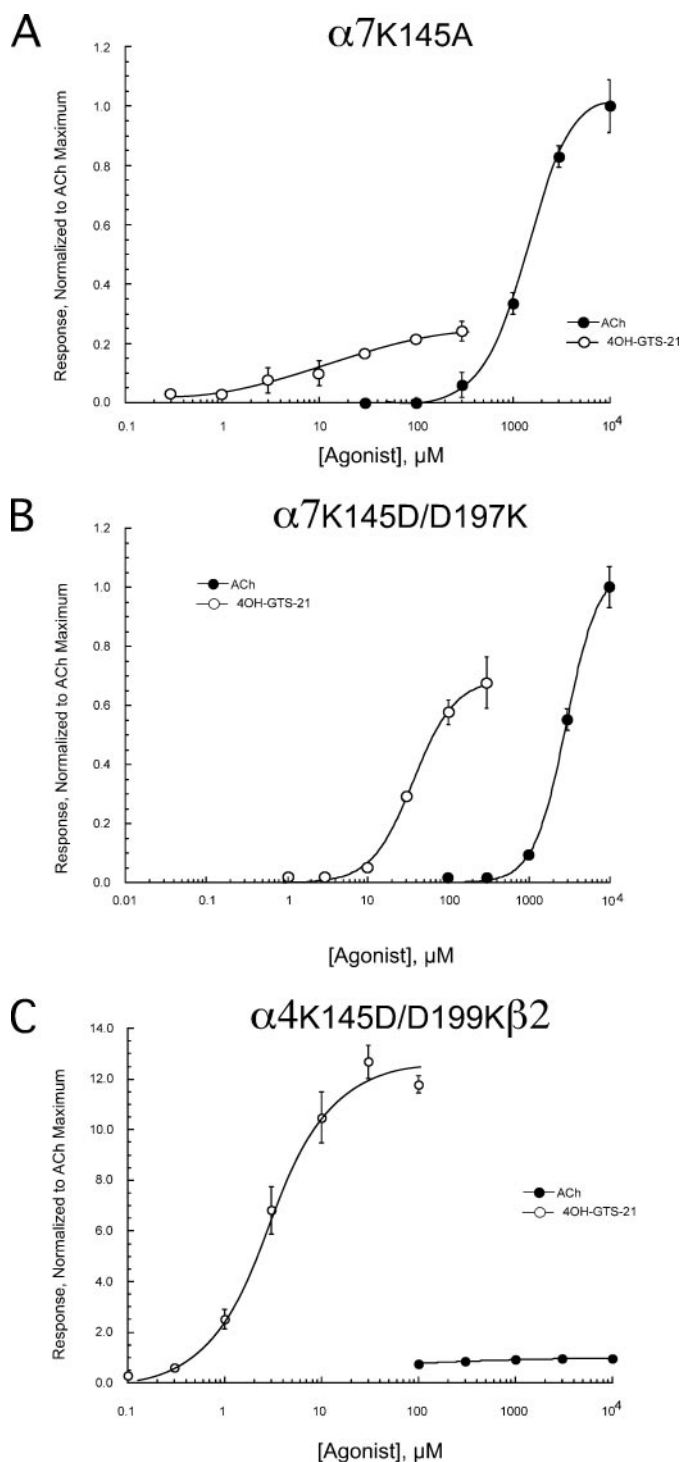 A
α7K145A
Response, Normalized to ACh Maximum
1.2
1.0
0.8
0.6
0.4
0.2
0.0
ACh
4OH-GTS-21
0.1 1 10 100 1000 10⁴
[Agonist], µM
B
α7K145D/D197K
Response, Normalized to ACh Maximum
1.2
1.0
0.8
0.6
0.4
0.2
0.0
ACh
4OH-GTS-21
0.01 0.1 1 10 100 1000 10⁴
[Agonist], µM
C
α4K145D/D199Kβ2
Response, Normalized to ACh Maximum
14.0
12.0
10.0
8.0
6.0
4.0
2.0
0.0
ACh
4OH-GTS-21
0.1 1 10 100 1000 10⁴
[Agonist], µM